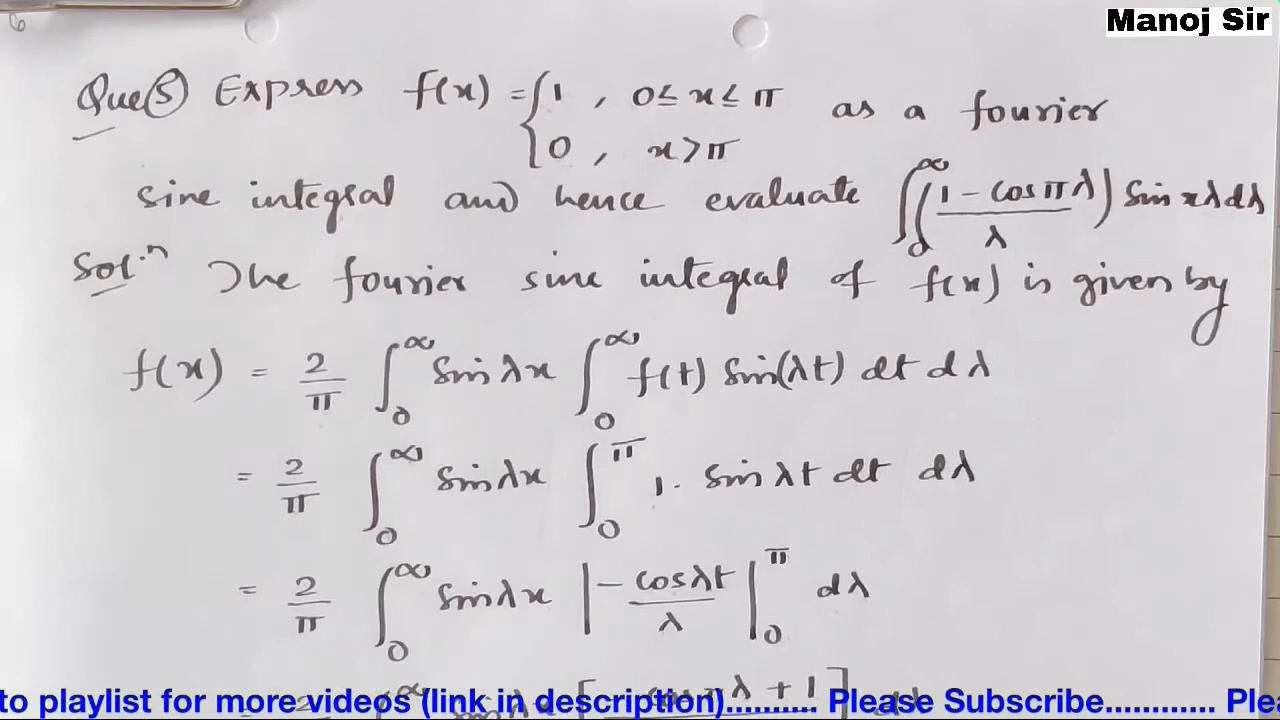 6
Manoj Sir
Que(5) Express f(x) = { 1 , 0 ≤ x ≤ π as a fourier
0 , x > π
sine integral and hence evaluate ∫₀^∞ ((1 - cos πλ)/λ) sin xλ dλ
Sol.ⁿ The fourier sine integral of f(x) is given by
f(x) = 2/π ∫₀^∞ sin λx ∫₀^∞ f(t) sin(λt) dt dλ
= 2/π ∫₀^∞ sin λx ∫₀^π 1. sin λt dt dλ
= 2/π ∫₀^∞ sin λx |- cos λt/λ|₀^π dλ
to playlist for more videos (link in description).......... Please Subscribe............. Ple